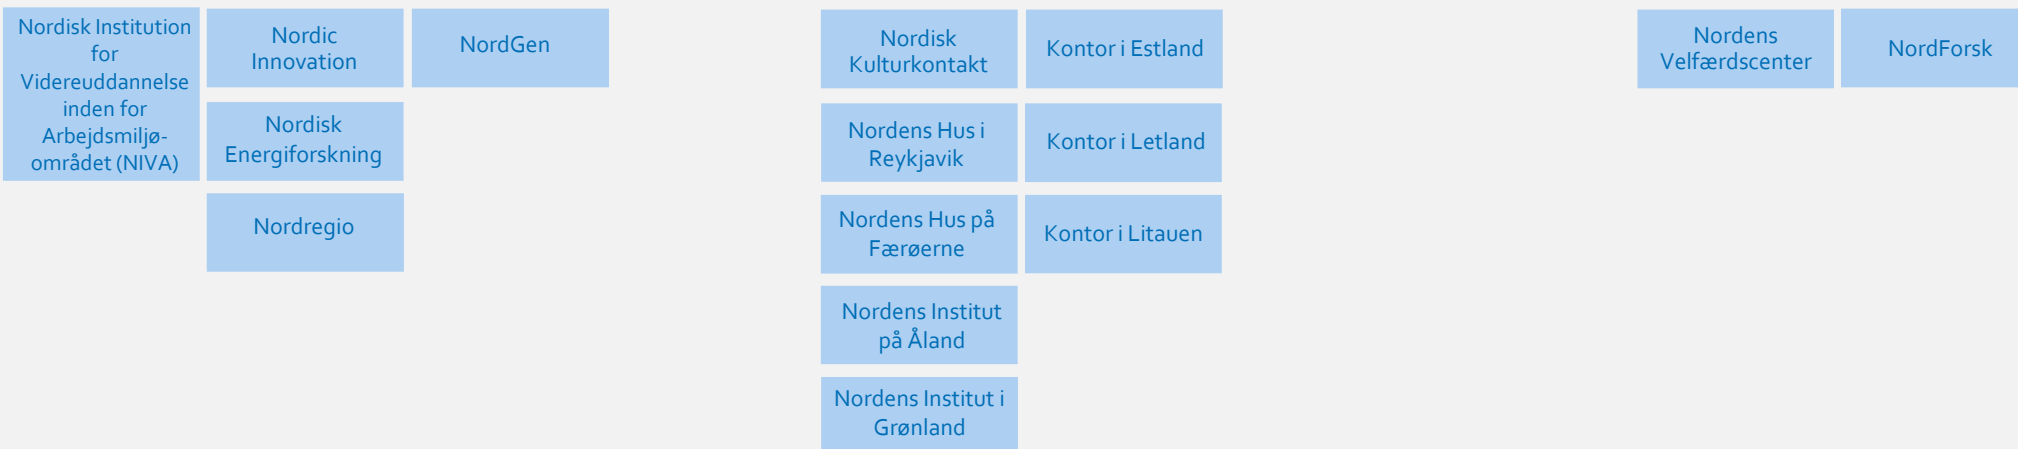 Nordisk Institution
for
Videreuddannelse
inden for
Arbejdsmiljø-
området (NIVA)
Nordic
Innovation
Nordisk
Energiforskning
Nordregio
NordGen
Nordisk
Kulturkontakt
Nordens Hus i
Reykjavik
Nordens Hus på
Færøerne
Nordens Institut
på Åland
Nordens Institut i
Grønland
Kontor i Estland
Kontor i Letland
Kontor i Litauen
Nordens
Velfærdscenter
NordForsk